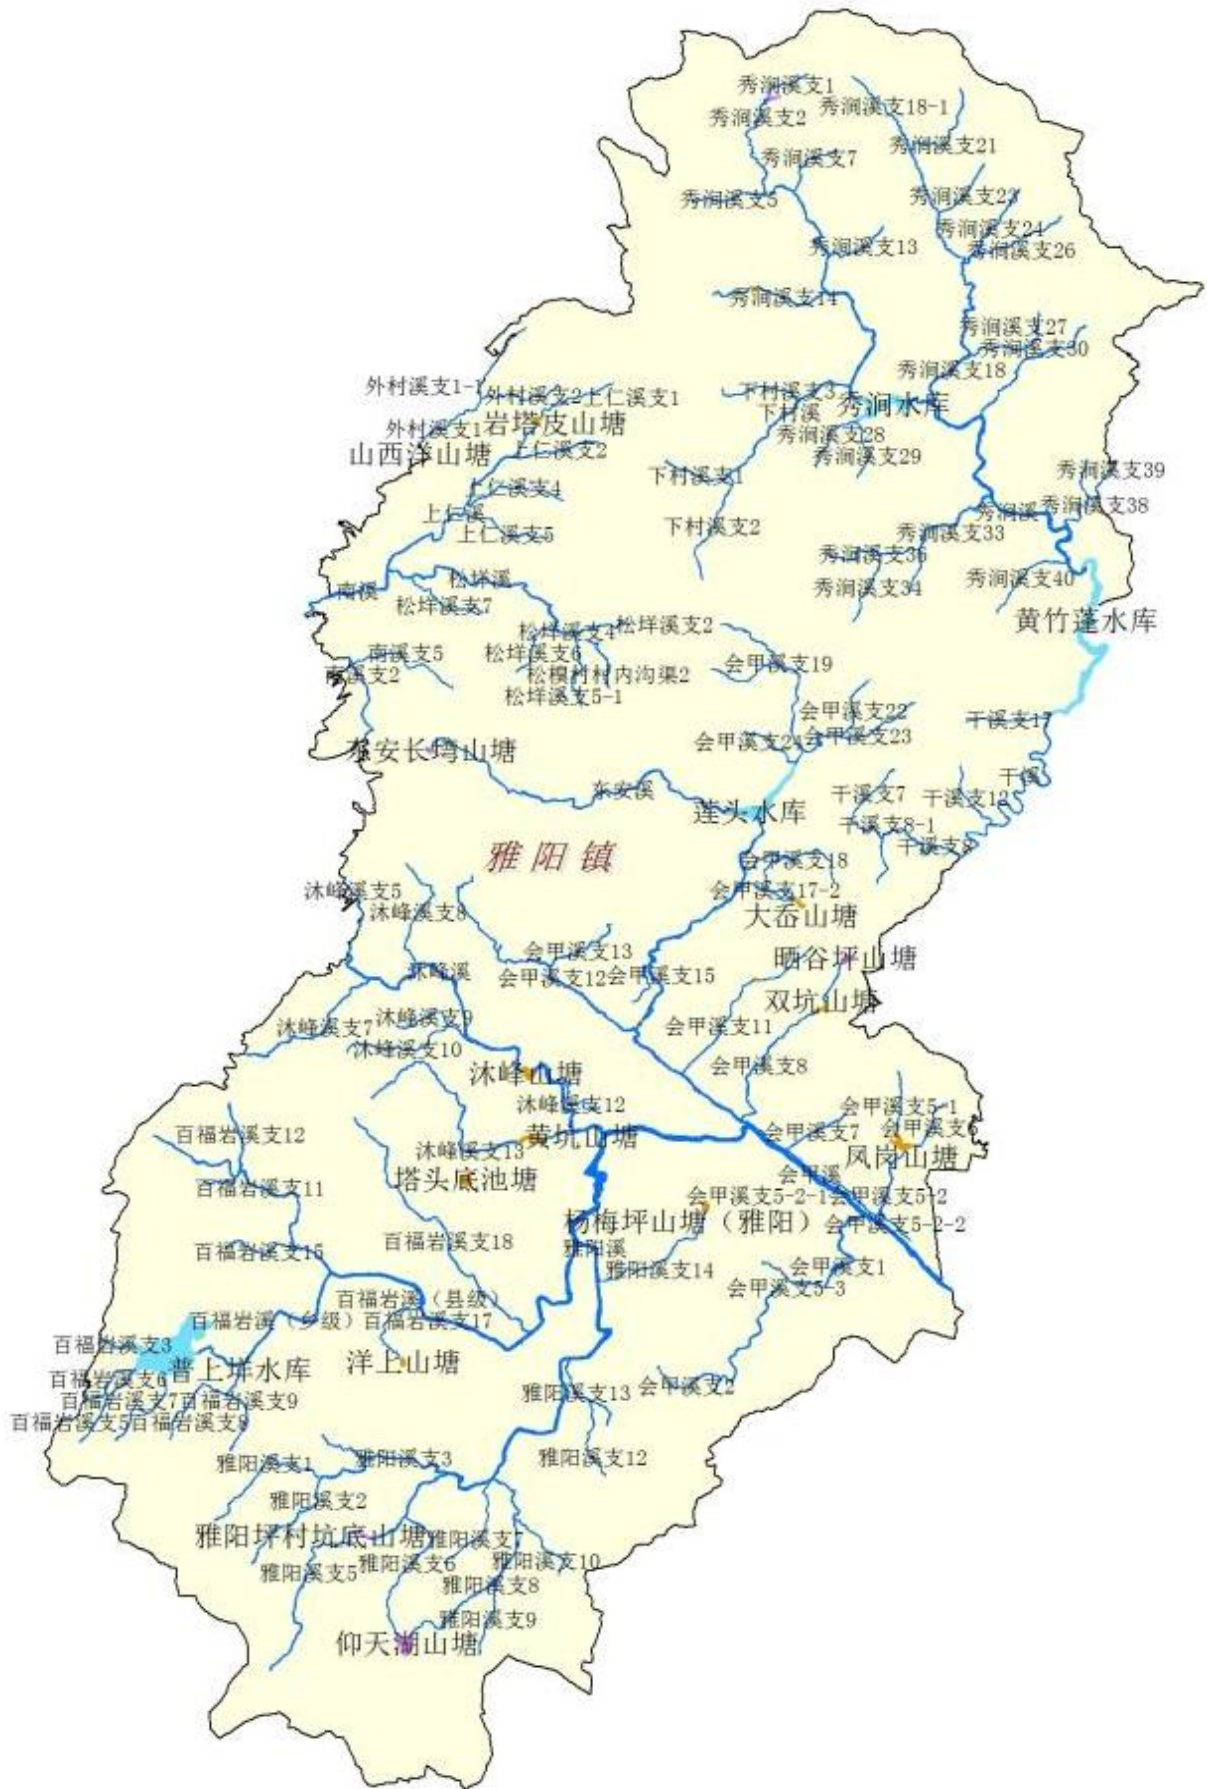 秀涧溪支1
秀涧溪支18-1
秀涧溪支2
秀涧溪支21
秀涧溪支7
秀涧溪支5
秀涧溪支23
秀涧溪支24
秀涧溪支13
秀涧溪支26
秀涧溪支14
秀涧溪支27
秀涧溪支30
秀涧溪支18
外村溪支1-1
外村溪支2
上仁溪支1
下村溪支3
秀涧水库
下村溪
岩塔皮山塘
外村溪支1
秀涧溪支28
山西洋山塘
上仁溪支2
秀涧溪支29
秀涧溪支39
下村溪支1
上仁溪支4
秀涧溪支38
上仁溪
秀涧溪
下村溪支2
上仁溪支5
秀涧溪支33
秀涧溪支36
松垟溪
秀涧溪支40
南溪
秀涧溪支34
松垟溪支7
黄竹蓬水库
松垟溪支4
松垟溪支2
南溪支5
松垟溪支6
会甲溪支19
南溪支2
松模村村内沟渠2
松垟溪支5-1
会甲溪支22
干溪支17
会甲溪支24
会甲溪支23
东安长塆山塘
干溪
东安溪
干溪支7
干溪支12
莲头水库
干溪支8-1
干溪支8
雅阳镇
会甲溪支18
沐峰溪支5
会甲溪支17-2
沐峰溪支8
大岙山塘
会甲溪支13
晒谷坪山塘
沐峰溪
会甲溪支12
会甲溪支15
双坑山塘
沐峰溪支7
沐峰溪支9
会甲溪支11
沐峰溪支10
会甲溪支8
沐峰山塘
沐峰溪支12
会甲溪支5-1
百福岩溪支12
黄坑山塘
会甲溪支7
会甲溪支6
沐峰溪支13
凤岗山塘
塔头底池塘
会甲溪
百福岩溪支11
会甲溪支5-2-1
会甲溪支5-2
杨梅坪山塘（雅阳）
会甲溪支5-2-2
百福岩溪支18
百福岩溪支15
雅阳溪
雅阳溪支14
会甲溪支1
会甲溪支5-3
百福岩溪（县级）
百福岩溪（乡级）
百福岩溪支17
百福岩溪支3
洋上山塘
普上垟水库
百福岩溪支6
会甲溪支2
雅阳溪支13
百福岩溪支7
百福岩溪支9
百福岩溪支5
百福岩溪支8
雅阳溪支1
雅阳溪支3
雅阳溪支12
雅阳溪支2
雅阳坪村坑底山塘
雅阳溪支7
雅阳溪支5
雅阳溪支6
雅阳溪支10
雅阳溪支8
雅阳溪支9
仰天湖山塘